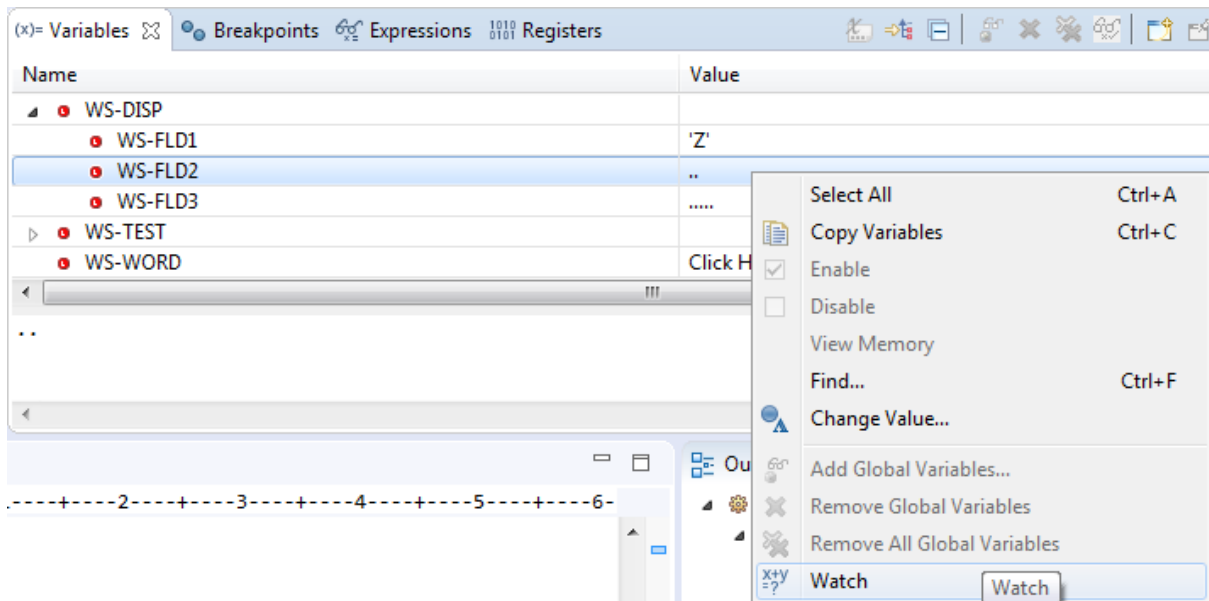 (x)= Variables Breakpoints Expressions 1010 0101 Registers
Name Value
WS-DISP
WS-FLD1 'Z'
WS-FLD2 ..
WS-FLD3 .....
WS-TEST
WS-WORD Click H
..
Select All Ctrl+A
Copy Variables Ctrl+C
Enable
Disable
View Memory
Find... Ctrl+F
Change Value...
Add Global Variables...
Remove Global Variables
Remove All Global Variables
x+y =? Watch
Watch
Ou
.----+----2----+----3----+----4----+----5----+----6-